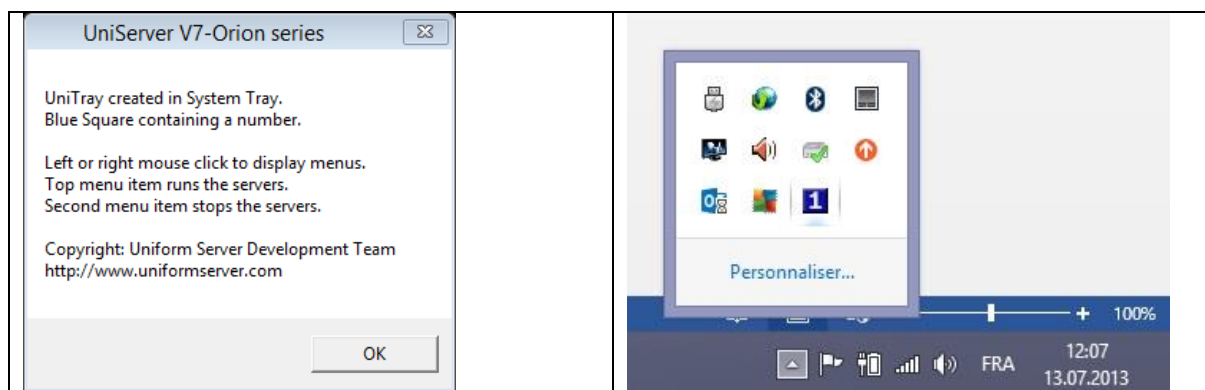 UniServer V7-Orion series
UniTray created in System Tray.
Blue Square containing a number.
Left or right mouse click to display menus.
Top menu item runs the servers.
Second menu item stops the servers.
Copyright: Uniform Server Development Team
http://www.uniformserver.com
OK
1
Personnaliser...
100%
FRA
12:07
13.07.2013